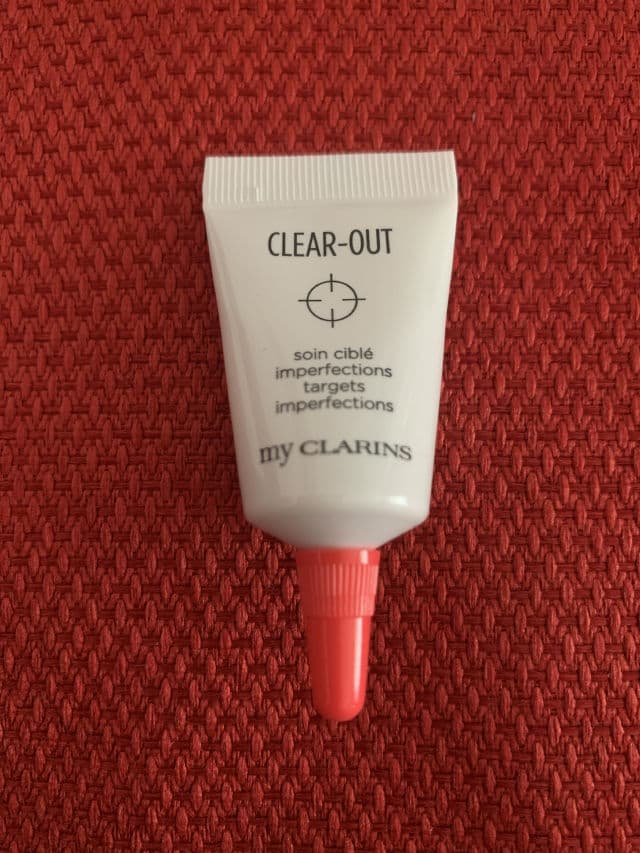 CLEAR-OUT
soin ciblé
imperfections
targets
imperfections
my CLARINS